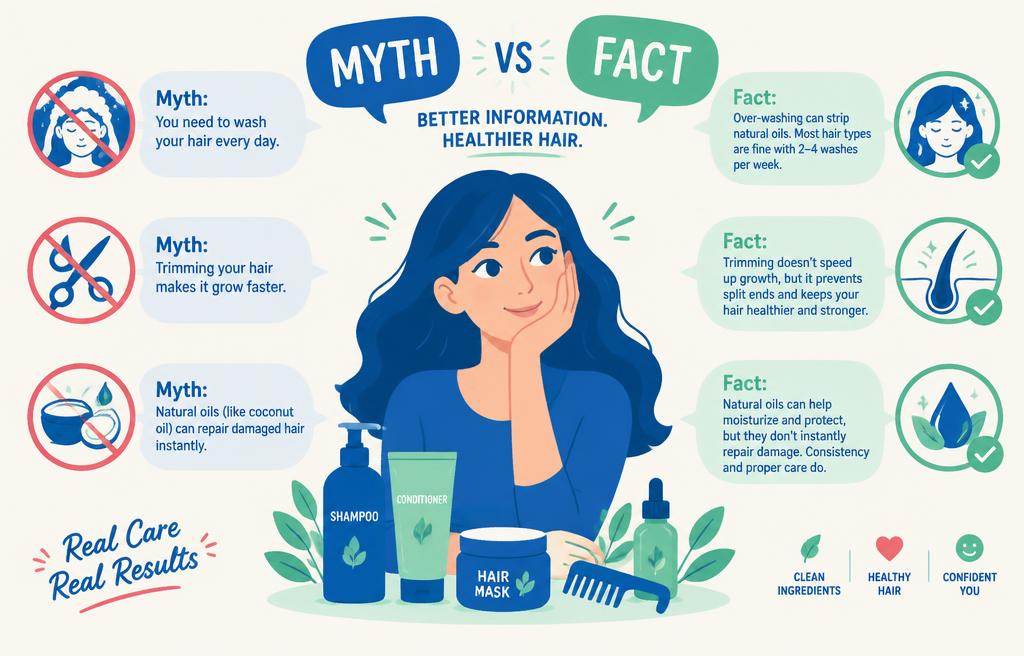 MYTH VS FACT
BETTER INFORMATION.
HEALTHIER HAIR.
Myth:
You need to wash
your hair every day.
Fact:
Over-washing can strip
natural oils. Most hair types
are fine with 2–4 washes
per week.
Myth:
Trimming your hair
makes it grow faster.
Fact:
Trimming doesn't speed
up growth, but it prevents
split ends and keeps your
hair healthier and stronger.
Myth:
Natural oils (like coconut
oil) can repair damaged hair
instantly.
Fact:
Natural oils can help
moisturize and protect,
but they don't instantly
repair damage. Consistency
and proper care do.
SHAMPOO
CONDITIONER
HAIR
MASK
Real Care
Real Results
CLEAN
INGREDIENTS
HEALTHY
HAIR
CONFIDENT
YOU